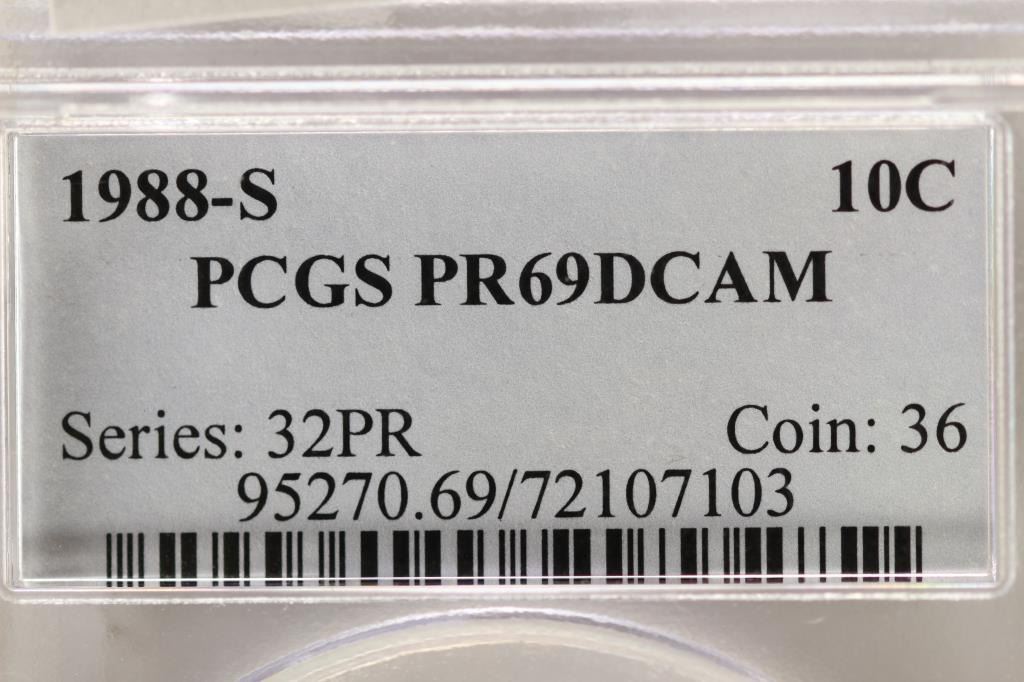 1988-S 10C
PCGS PR69DCAM
Series: 32PR Coin: 36
95270.69/72107103